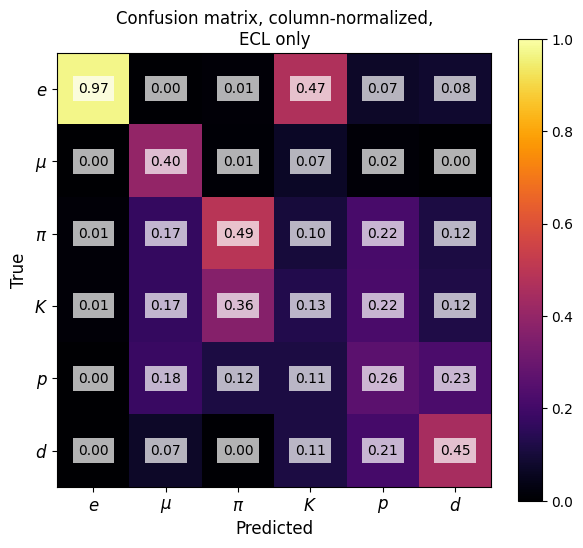 Confusion matrix, column-normalized,
ECL only
e 0.97 0.00 0.01 0.47 0.07 0.08
μ 0.00 0.40 0.01 0.07 0.02 0.00
π 0.01 0.17 0.49 0.10 0.22 0.12
K 0.01 0.17 0.36 0.13 0.22 0.12
p 0.00 0.18 0.12 0.11 0.26 0.23
d 0.00 0.07 0.00 0.11 0.21 0.45
e μ π K p d
Predicted
True
1.0
0.8
0.6
0.4
0.2
0.0